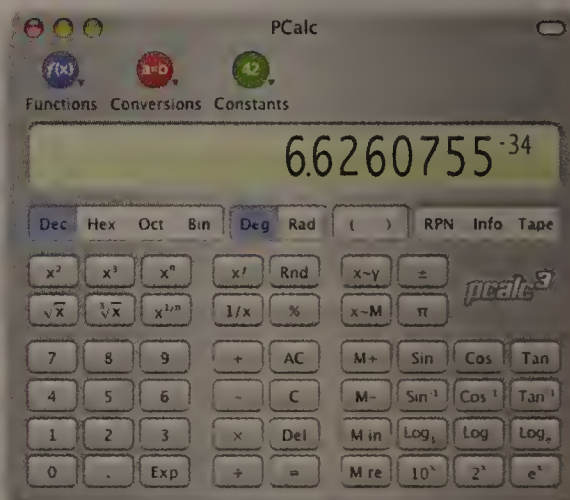 PCalc
f(x) a=b 42
Functions Conversions Constants
6.6260755⁻³⁴
Dec Hex Oct Bin Deg Rad ( ) RPN Info Tape
x² x³ xⁿ x! Rnd x~y ±
pcalc³
√x ³√x x¹/ⁿ 1/x % x~M π
7 8 9 + AC M+ Sin Cos Tan
4 5 6 - C M- Sin⁻¹ Cos⁻¹ Tan⁻¹
1 2 3 × Del M in Log Logₑ
0 . Exp ÷ = M re 10ˣ 2ˣ eˣ